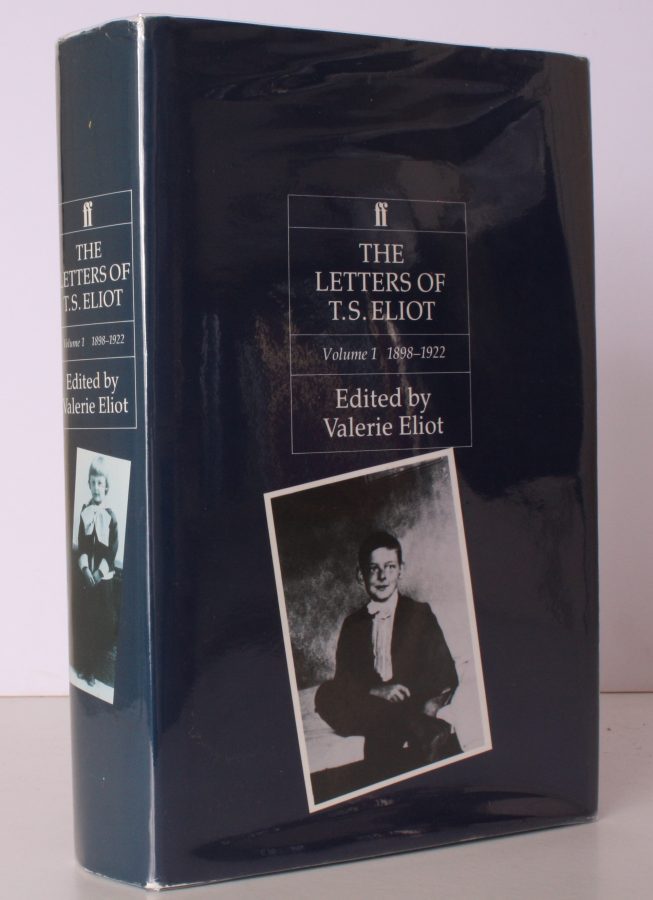 ff
THE
LETTERS OF
T.S. ELIOT
Volume 1 1898–1922
Edited by
Valerie Eliot
ff
THE
LETTERS OF
T.S. ELIOT
Volume 1 1898–1922
Edited by
Valerie Eliot